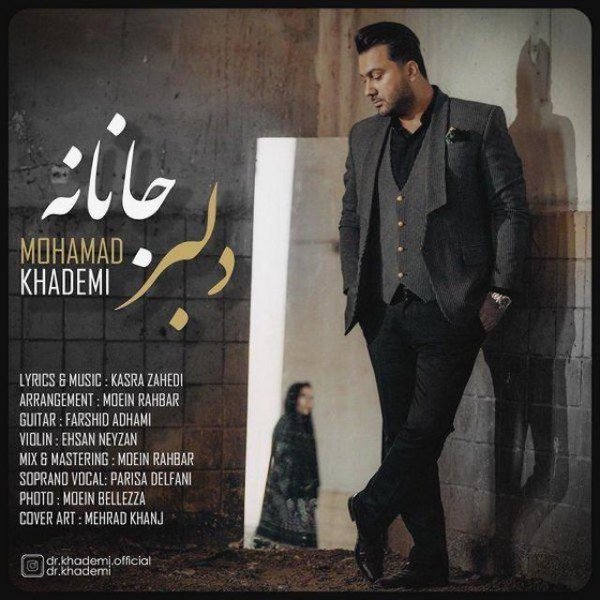 دلبر جانانه
MOHAMAD
KHADEMI
LYRICS & MUSIC : KASRA ZAHEDI
ARRANGEMENT : MOEIN RAHBAR
GUITAR : FARSHID ADHAMI
VIOLIN : EHSAN NEYZAN
MIX & MASTERING : MOEIN RAHBAR
SOPRANO VOCAL: PARISA DELFANI
PHOTO : MOEIN BELLEZZA
COVER ART : MEHRAD KHANJ
dr.khademi.official
dr.khademi